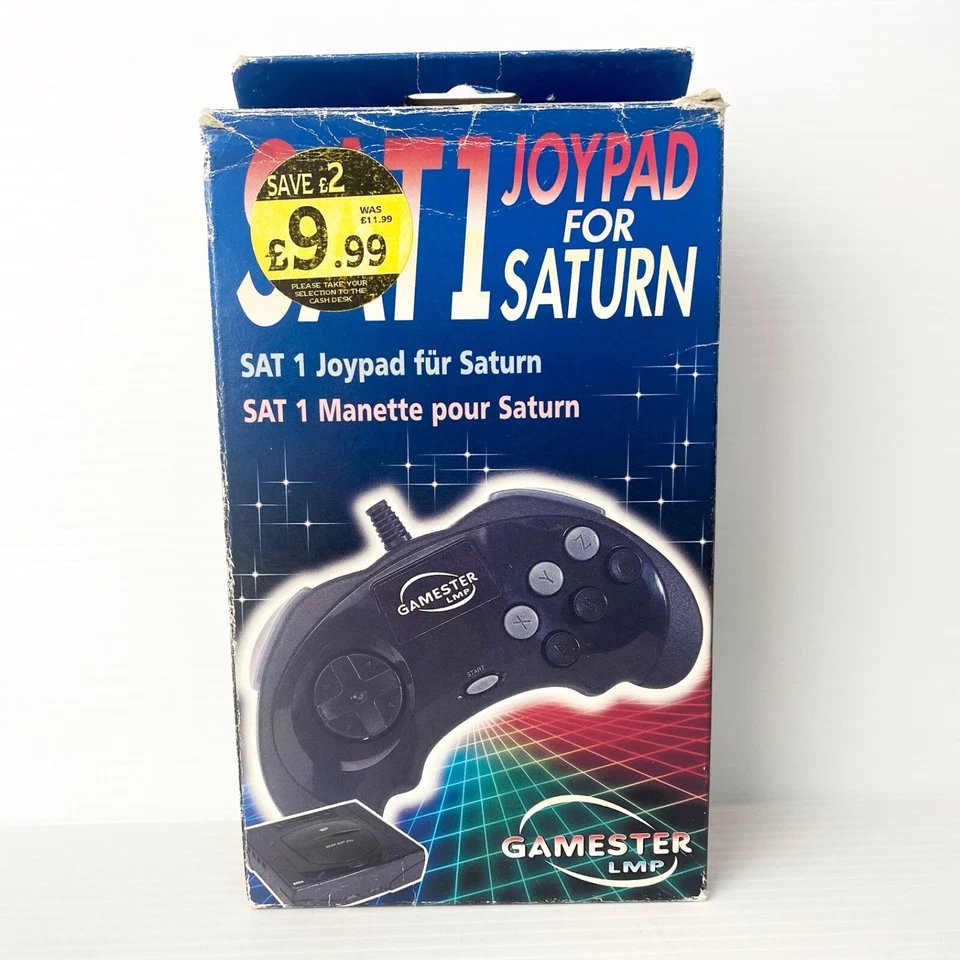 SAT1
JOYPAD
FOR
SATURN
SAVE £2
WAS
£11.99
£9.99
PLEASE TAKE YOUR
SELECTION TO THE
CASH DESK
SAT 1 Joypad für Saturn
SAT 1 Manette pour Saturn
GAMESTER
LMP
Z
Y
X
C
START
GAMESTER
LMP